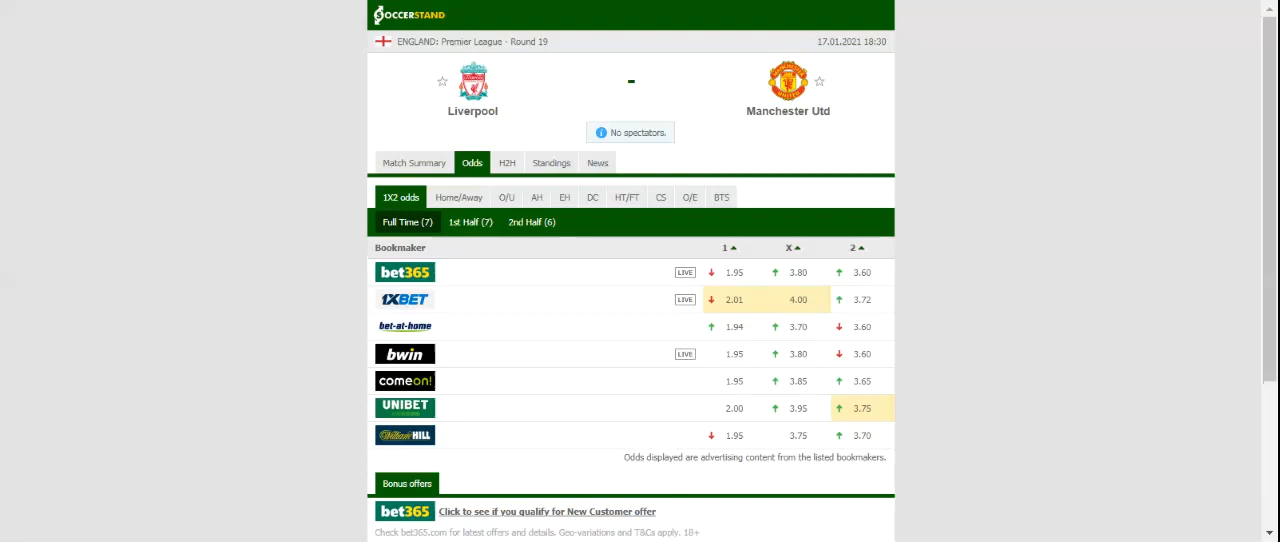 SOCCERSTAND
ENGLAND: Premier League - Round 19 17.01.2021 18:30
-
Liverpool Manchester Utd
No spectators.
Match Summary Odds H2H Standings News
1X2 odds Home/Away O/U AH EH DC HT/FT CS O/E BTS
Full Time (7) 1st Half (7) 2nd Half (6)
Bookmaker 1 X 2
bet365 LIVE 1.95 3.80 3.60
1XBET LIVE 2.01 4.00 3.72
bet-at-home 1.94 3.70 3.60
bwin LIVE 1.95 3.80 3.60
comeon! 1.95 3.85 3.65
UNIBET 2.00 3.95 3.75
William HILL 1.95 3.75 3.70
Odds displayed are advertising content from the listed bookmakers.
Bonus offers
bet365 Click to see if you qualify for New Customer offer
Check bet365.com for latest offers and details. Geo-variations and T&Cs apply. 18+